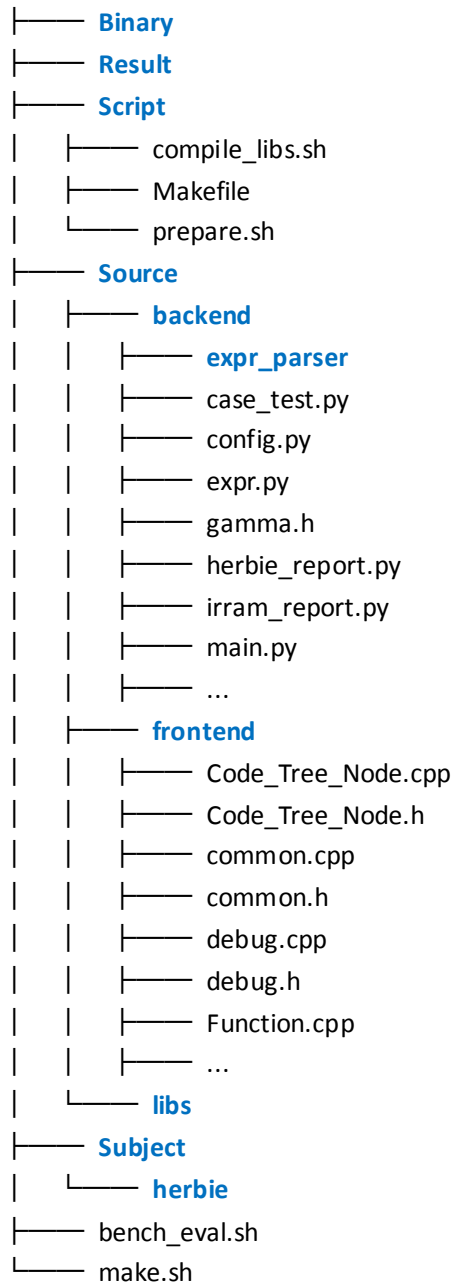 Binary
Result
Script
compile_libs.sh
Makefile
prepare.sh
Source
backend
expr_parser
case_test.py
config.py
expr.py
gamma.h
herbie_report.py
irram_report.py
main.py
...
frontend
Code_Tree_Node.cpp
Code_Tree_Node.h
common.cpp
common.h
debug.cpp
debug.h
Function.cpp
...
libs
Subject
herbie
bench_eval.sh
make.sh